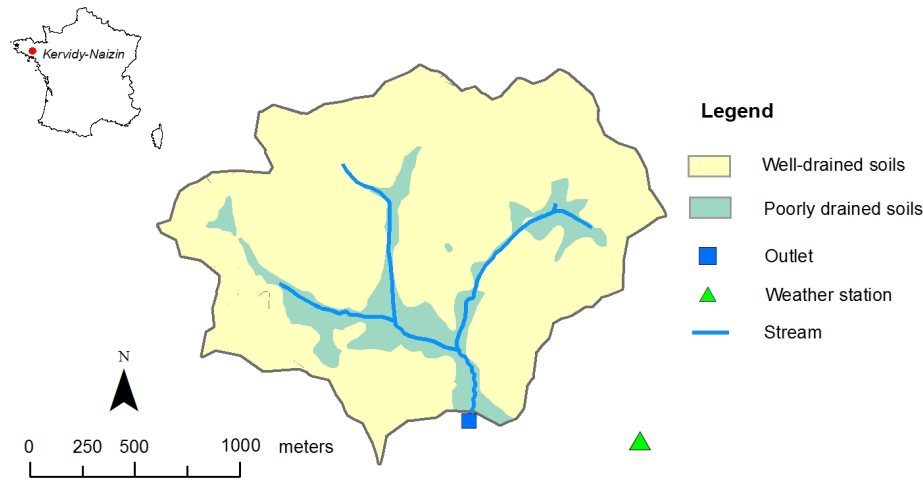 Kervidy-Naizin
Legend
Well-drained soils
Poorly drained soils
Outlet
Weather station
Stream
N
0 250 500 1000 meters